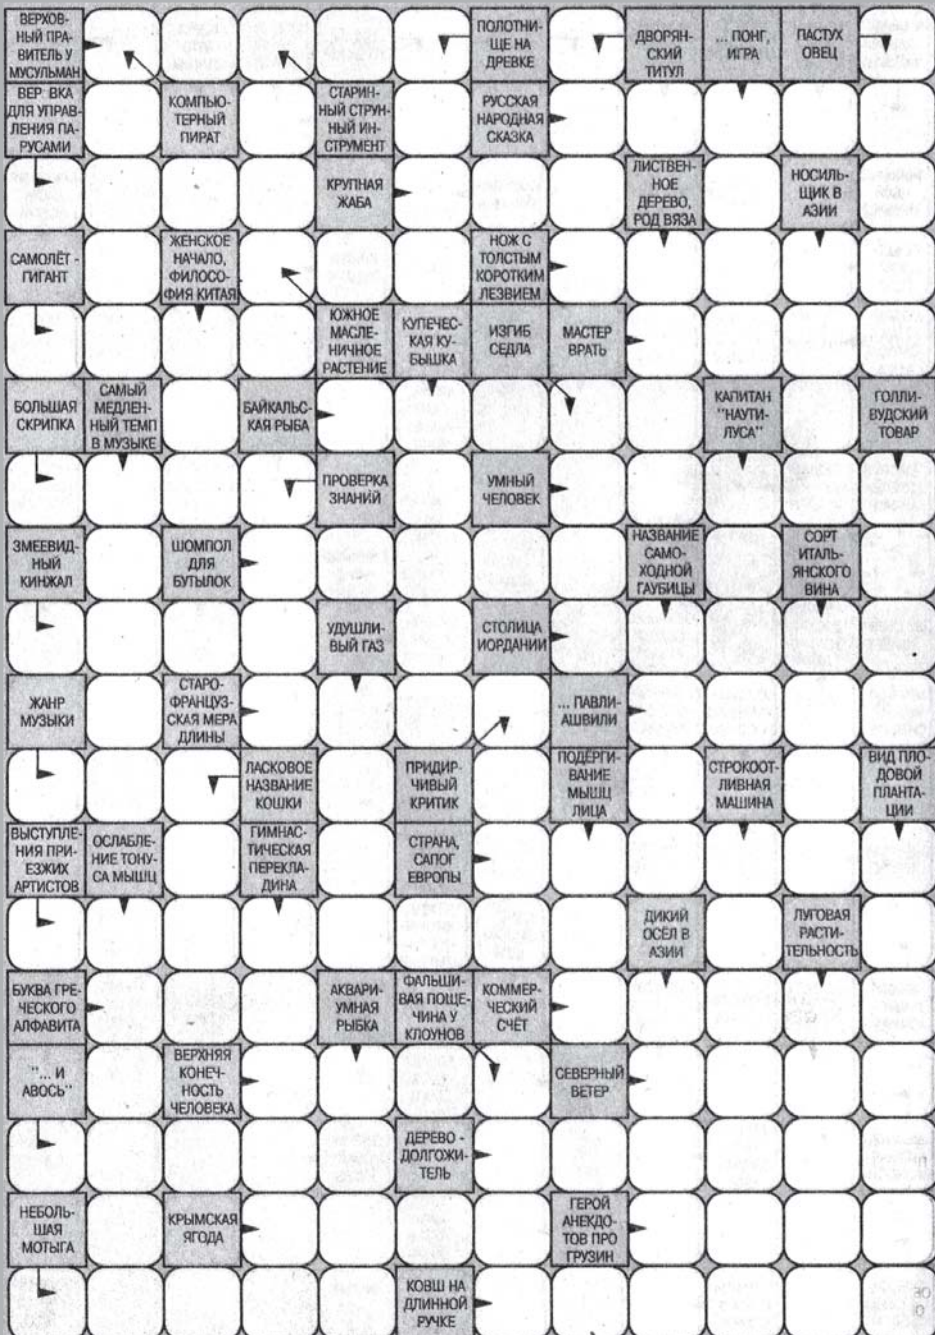 ВЕРХОВ-
НЫЙ ПРА-
ВИТЕЛЬ У
МУСУЛЬМАН
ПОЛОТНИ-
ЩЕ НА
ДРЕВКЕ
ДВОРЯН-
СКИЙ
ТИТУЛ
... ПОНГ,
ИГРА
ПАСТУХ
ОВЕЦ
ВЕР ВКА
ДЛЯ УПРАВ-
ЛЕНИЯ ПА-
РУСАМИ
КОМПЬЮ-
ТЕРНЫЙ
ПИРАТ
СТАРИН-
НЫЙ СТРУН-
НЫЙ ИН-
СТРУМЕНТ
РУССКАЯ
НАРОДНАЯ
СКАЗКА
КРУПНАЯ
ЖАБА
ЛИСТВЕН-
НОЕ
ДЕРЕВО,
РОД ВЯЗА
НОСИЛЬ-
ЩИК В
АЗИИ
САМОЛЁТ -
ГИГАНТ
ЖЕНСКОЕ
НАЧАЛО,
ФИЛОСО-
ФИЯ КИТАЯ
НОЖ С
ТОЛСТЫМ
КОРОТКИМ
ЛЕЗВИЕМ
ЮЖНОЕ
МАСЛЕ-
НИЧНОЕ
РАСТЕНИЕ
КУПЕЧЕС-
КАЯ КУ-
БЫШКА
ИЗГИБ
СЕДЛА
МАСТЕР
ВРАТЬ
БОЛЬШАЯ
СКРИПКА
САМЫЙ
МЕДЛЕН-
НЫЙ ТЕМП
В МУЗЫКЕ
БАЙКАЛЬС-
КАЯ РЫБА
КАПИТАН
"НАУТИ-
ЛУСА"
ГОЛЛИ-
ВУДСКИЙ
ТОВАР
ПРОВЕРКА
ЗНАНИЙ
УМНЫЙ
ЧЕЛОВЕК
ЗМЕЕВИД-
НЫЙ
КИНЖАЛ
ШОМПОЛ
ДЛЯ
БУТЫЛОК
НАЗВАНИЕ
САМО-
ХОДНОЙ
ГАУБИЦЫ
СОРТ
ИТАЛЬ-
ЯНСКОГО
ВИНА
УДУШЛИ-
ВЫЙ ГАЗ
СТОЛИЦА
ИОРДАНИИ
ЖАНР
МУЗЫКИ
СТАРО-
ФРАНЦУЗ-
СКАЯ МЕРА
ДЛИНЫ
... ПАВЛИ-
АШВИЛИ
ЛАСКОВОЕ
НАЗВАНИЕ
КОШКИ
ПРИДИР-
ЧИВЫЙ
КРИТИК
ПОДЁРГИ-
ВАНИЕ
МЫШЦ
ЛИЦА
СТРОКООТ-
ЛИВНАЯ
МАШИНА
ВИД ПЛО-
ДОВОЙ
ПЛАНТА-
ЦИИ
ВЫСТУПЛЕ-
НИЯ ПРИ-
ЕЗЖИХ
АРТИСТОВ
ОСЛАБЛЕ-
НИЕ ТОНУ-
СА МЫШЦ
ГИМНАС-
ТИЧЕСКАЯ
ПЕРЕКЛА-
ДИНА
СТРАНА,
САПОГ
ЕВРОПЫ
ДИКИЙ
ОСЁЛ В
АЗИИ
ЛУГОВАЯ
РАСТИ-
ТЕЛЬНОСТЬ
БУКВА ГРЕ-
ЧЕСКОГО
АЛФАВИТА
АКВАРИ-
УМНАЯ
РЫБКА
ФАЛЬШИ-
ВАЯ ПОЩЕ-
ЧИНА У
КЛОУНОВ
КОММЕР-
ЧЕСКИЙ
СЧЁТ
"... И
АВОСЬ"
ВЕРХНЯЯ
КОНЕЧ-
НОСТЬ
ЧЕЛОВЕКА
СЕВЕРНЫЙ
ВЕТЕР
ДЕРЕВО -
ДОЛГОЖИ-
ТЕЛЬ
НЕБОЛЬ-
ШАЯ
МОТЫГА
КРЫМСКАЯ
ЯГОДА
ГЕРОЙ
АНЕКДО-
ТОВ ПРО
ГРУЗИН
КОВШ НА
ДЛИННОЙ
РУЧКЕ